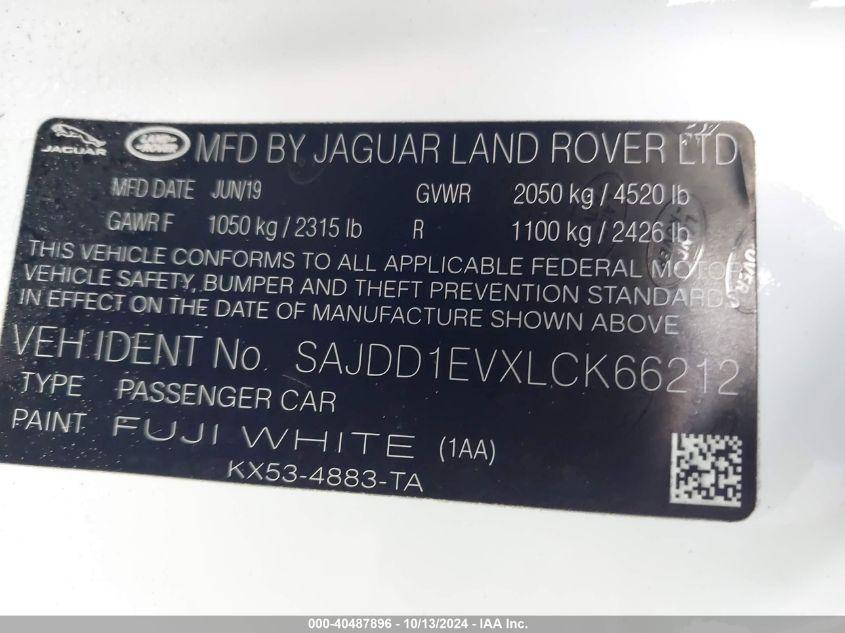 JAGUAR LAND ROVER MFD BY JAGUAR LAND ROVER LTD
MFD DATE JUN/19 GVWR 2050 kg / 4520 lb
GAWR F 1050 kg / 2315 lb R 1100 kg / 2426 lb
THIS VEHICLE CONFORMS TO ALL APPLICABLE FEDERAL MOTOR
VEHICLE SAFETY, BUMPER AND THEFT PREVENTION STANDARDS
IN EFFECT ON THE DATE OF MANUFACTURE SHOWN ABOVE
VEH IDENT No. SAJDD1EVXLCK66212
TYPE PASSENGER CAR
PAINT FUJI WHITE (1AA)
KX53-4883-TA
000-40487896 - 10/13/2024 - IAA Inc.